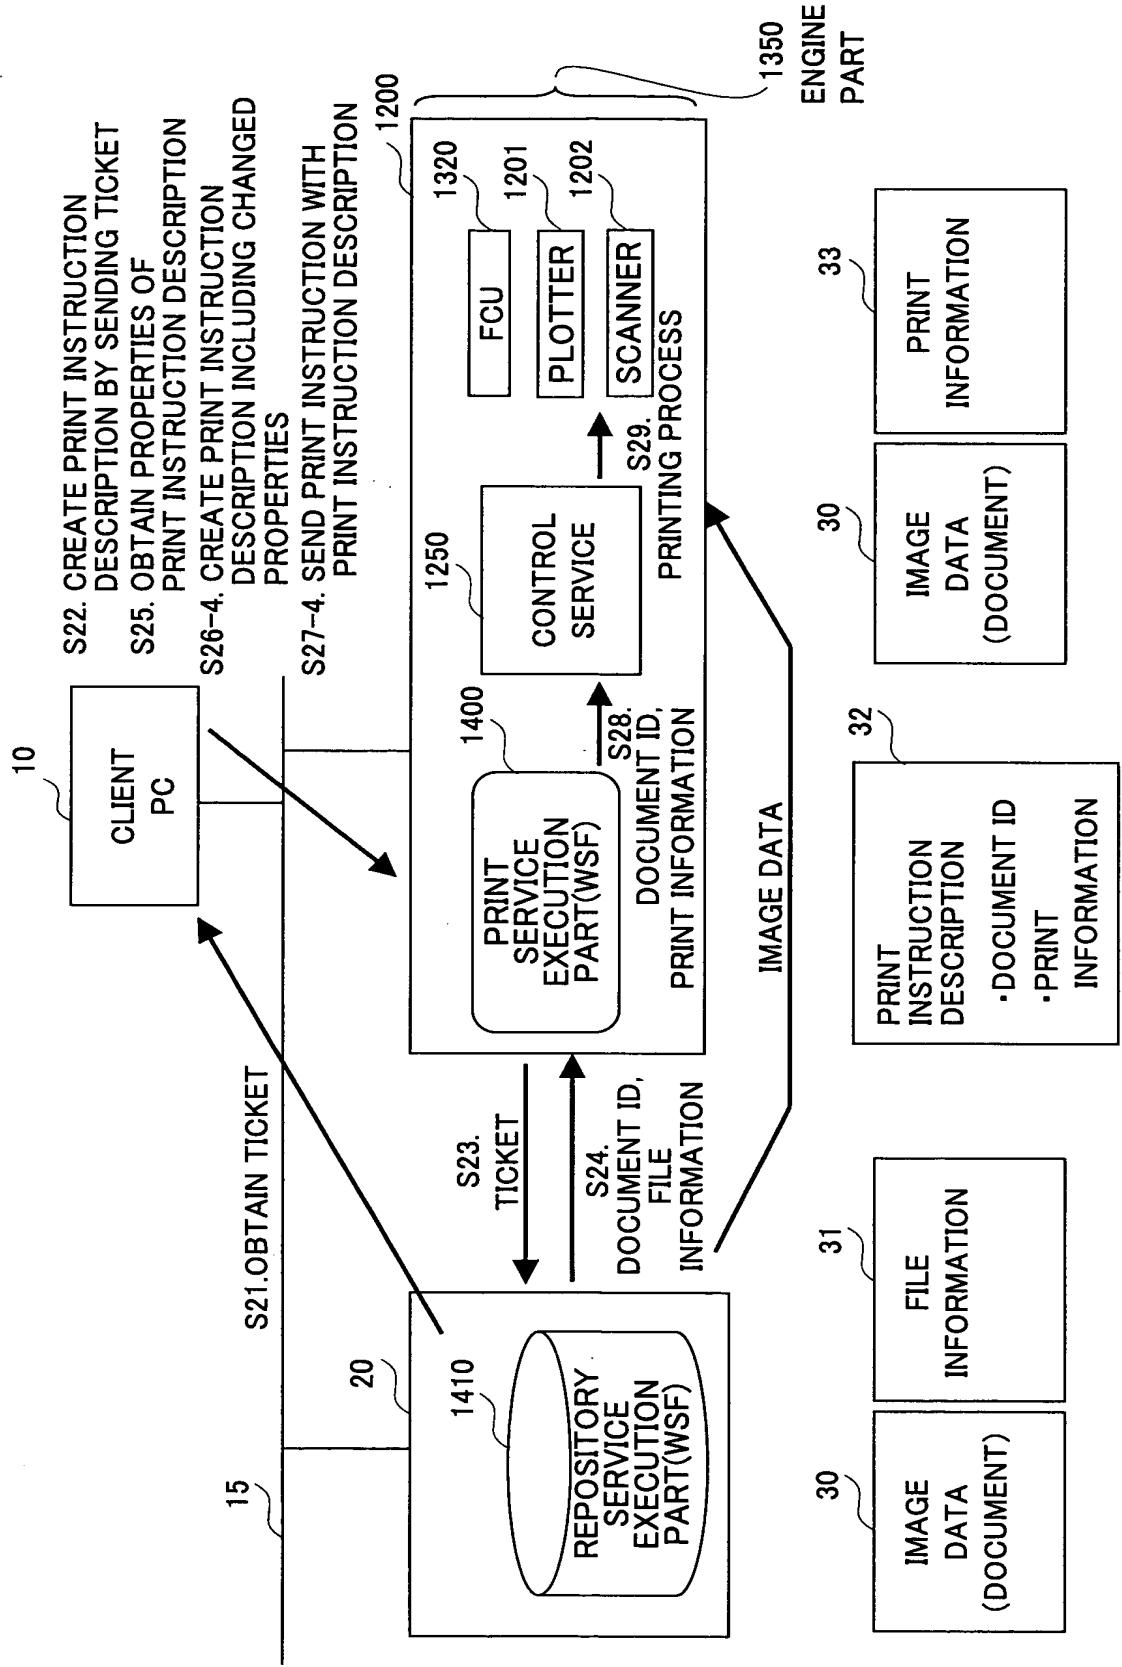 10
CLIENT
PC
S22. CREATE PRINT INSTRUCTION
DESCRIPTION BY SENDING TICKET
S25. OBTAIN PROPERTIES OF
PRINT INSTRUCTION DESCRIPTION
S26-4. CREATE PRINT INSTRUCTION
DESCRIPTION INCLUDING CHANGED
PROPERTIES
S27-4. SEND PRINT INSTRUCTION WITH
PRINT INSTRUCTION DESCRIPTION
15
S21.OBTAIN TICKET
20
1410
REPOSITORY
SERVICE
EXECUTION
PART(WSF)
S23.
TICKET
S24.
DOCUMENT ID,
FILE
INFORMATION
1200
1400
PRINT
SERVICE
EXECUTION
PART(WSF)
S28.
DOCUMENT ID,
PRINT INFORMATION
1250
CONTROL
SERVICE
S29.
PRINTING PROCESS
1320
FCU
1201
PLOTTER
1202
SCANNER
1350
ENGINE
PART
IMAGE DATA
30
IMAGE
DATA
(DOCUMENT)
31
FILE
INFORMATION
32
PRINT
INSTRUCTION
DESCRIPTION
・DOCUMENT ID
・PRINT
INFORMATION
30
IMAGE
DATA
(DOCUMENT)
33
PRINT
INFORMATION